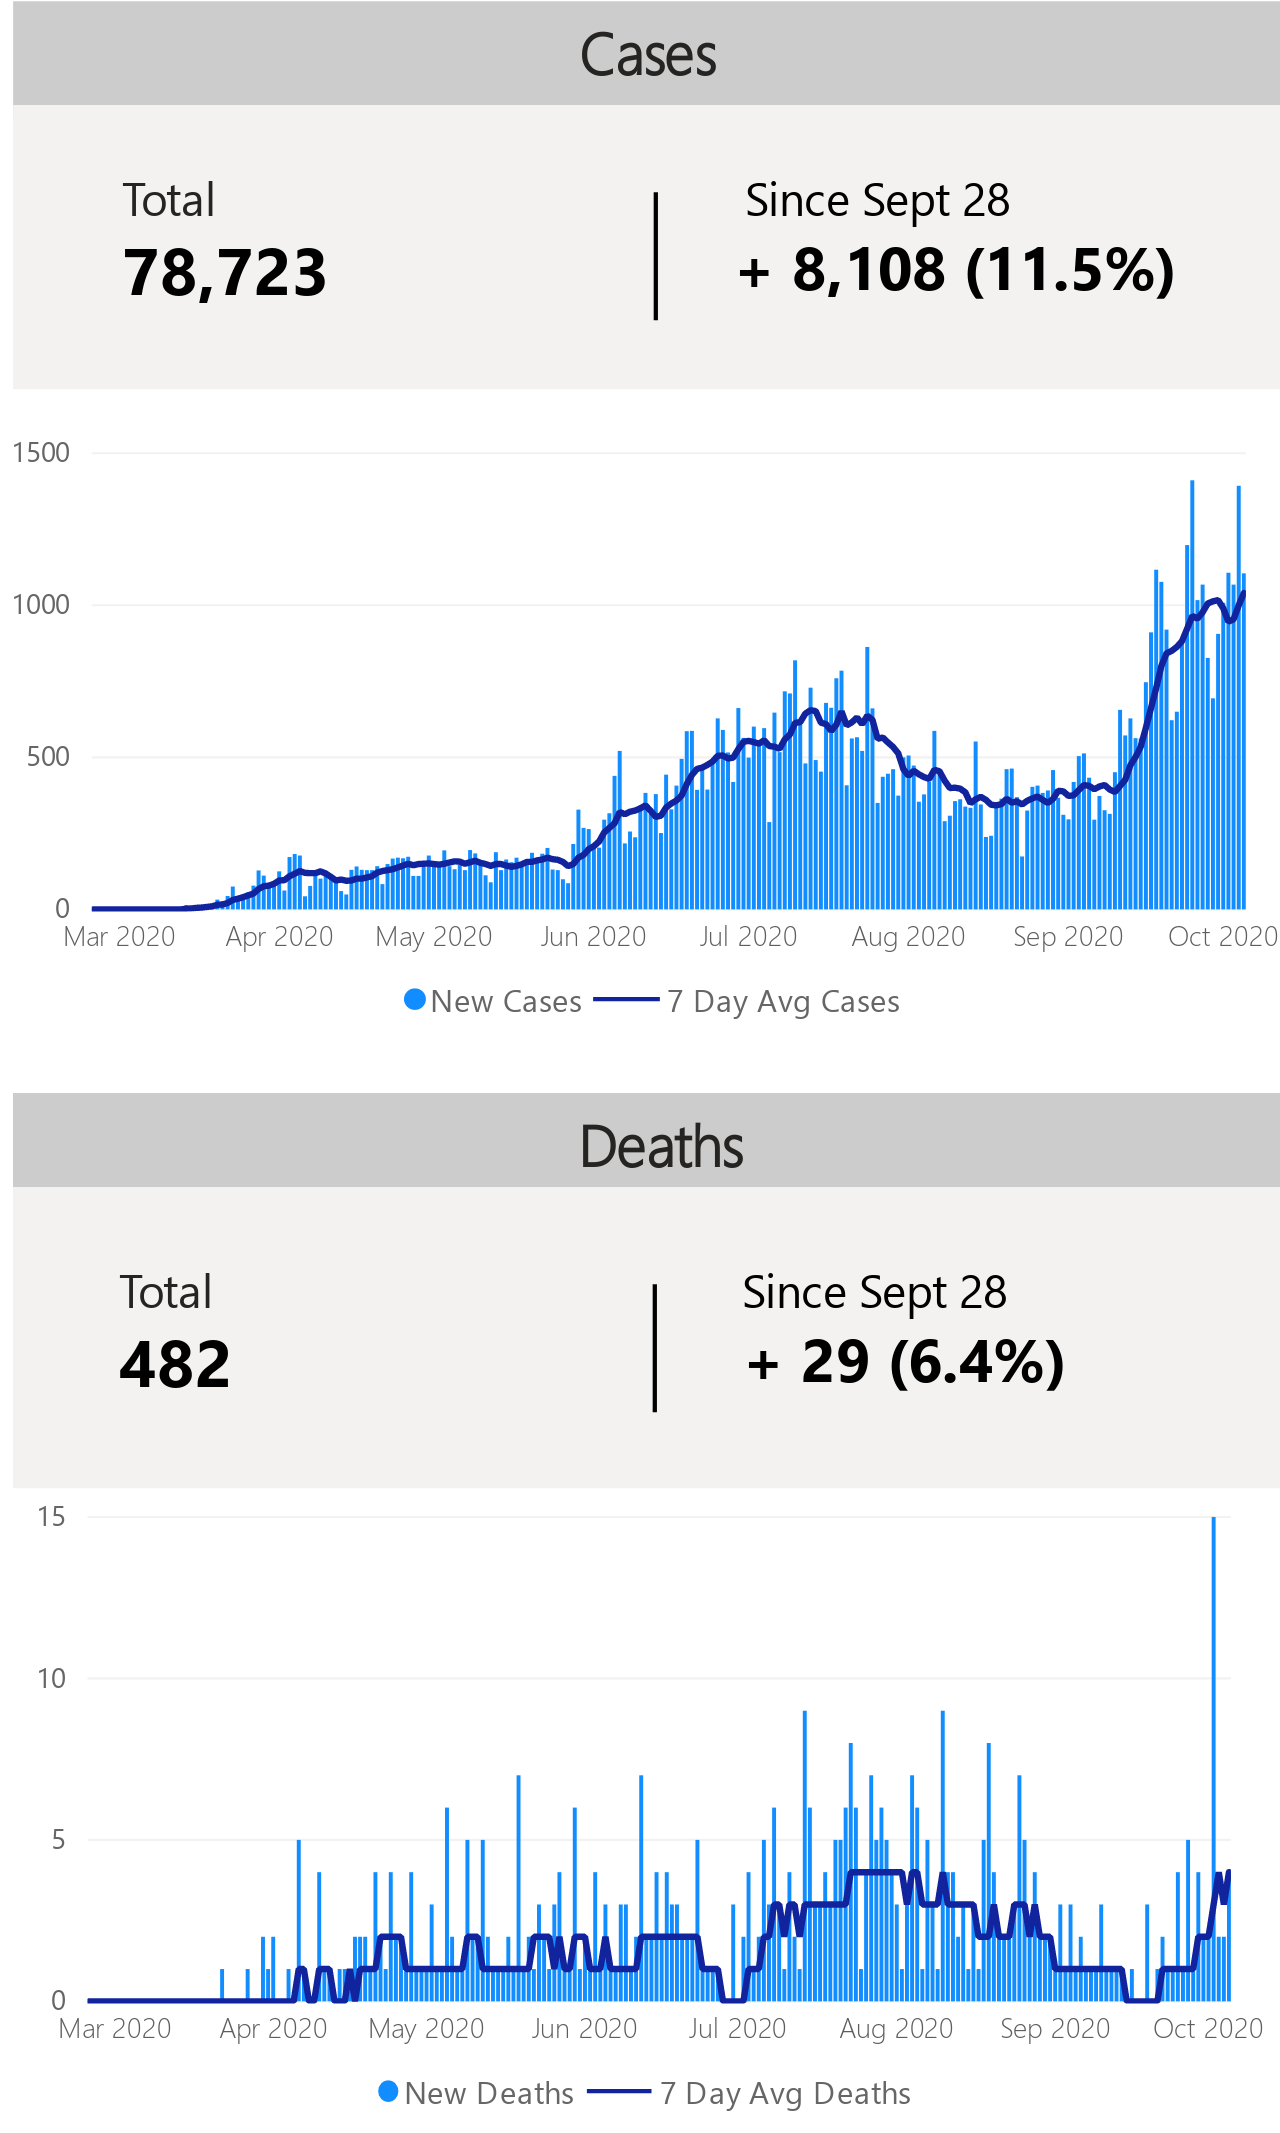 Cases
Total
Since Sept 28
78,723
+ 8,108 (11.5%)
1500
1000
500
0
Mar 2020 Apr 2020 May 2020 Jun 2020 Jul 2020 Aug 2020 Sep 2020 Oct 2020
New Cases 7 Day Avg Cases
Deaths
Total
Since Sept 28
482
+ 29 (6.4%)
15
10
5
0
Mar 2020 Apr 2020 May 2020 Jun 2020 Jul 2020 Aug 2020 Sep 2020 Oct 2020
New Deaths 7 Day Avg Deaths